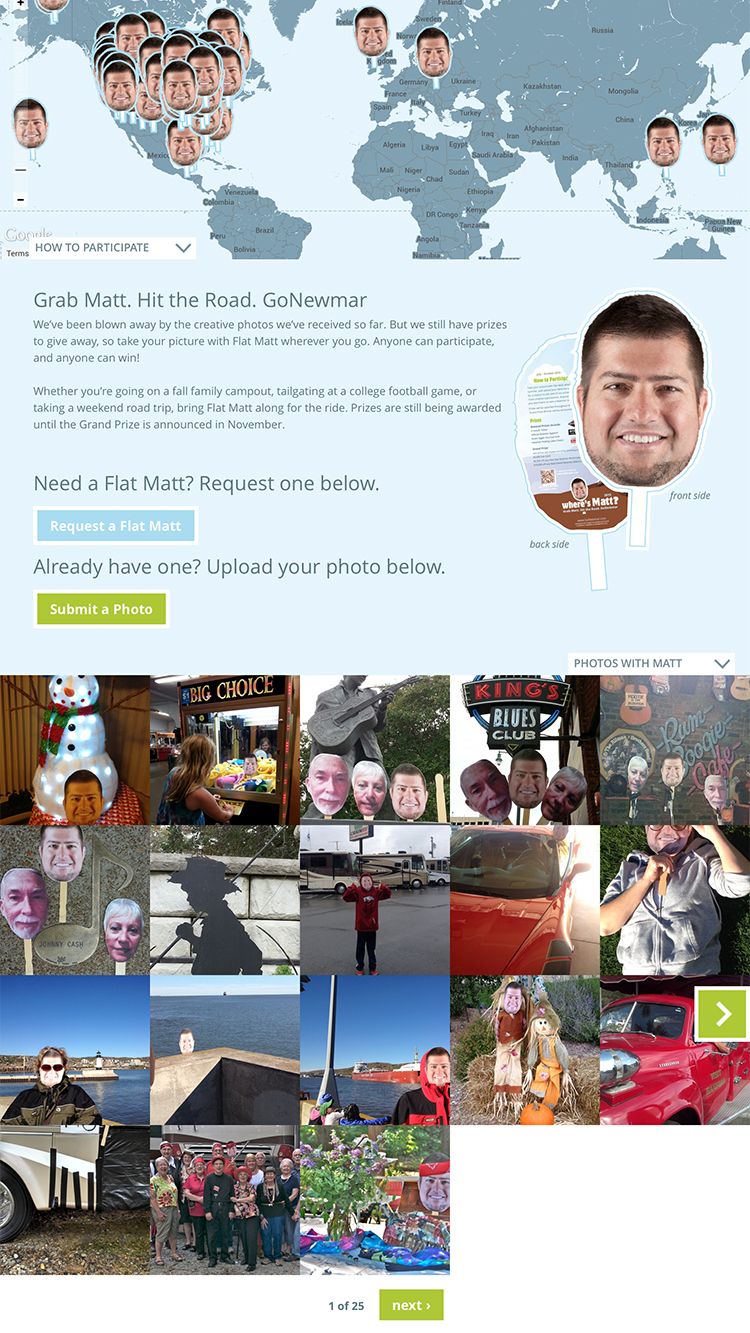 +
Finland
Iceland
Sweden
Russia
Norway
Kingdom
Germany
Ukraine
Kazakhstan
Mongolia
France
Spain
Italy
Turkey
China
Korea
Iraq
Iran
Afghanistan
Pakistan
Algeria
Libya
Egypt
Saudi Arabia
India
Thailand
Mexico
Mali
Niger
Chad
Sudan
Nigeria
Ethiopia
Venezuela
Colombia
DR Congo
Kenya
Tanzania
Indonesia
Papua New
Guinea
Peru
Brazil
Angola
Bolivia
Namibia
Google
Terms
HOW TO PARTICIPATE
Grab Matt. Hit the Road. GoNewmar
We’ve been blown away by the creative photos we’ve received so far. But we still have prizes
to give away, so take your picture with Flat Matt wherever you go. Anyone can participate,
and anyone can win!
Whether you’re going on a fall family campout, tailgating at a college football game, or
taking a weekend road trip, bring Flat Matt along for the ride. Prizes are still being awarded
until the Grand Prize is announced in November.
How to Participate
Prizes
where's Matt?
Grab Matt. Hit the Road. GoNewmar.
front side
back side
Need a Flat Matt? Request one below.
Request a Flat Matt
Already have one? Upload your photo below.
Submit a Photo
PHOTOS WITH MATT
BIG CHOICE
KING'S
BLUES
CLUB
Rum
Boogie
Cafe
JOHNNY CASH
1 of 25
next ›